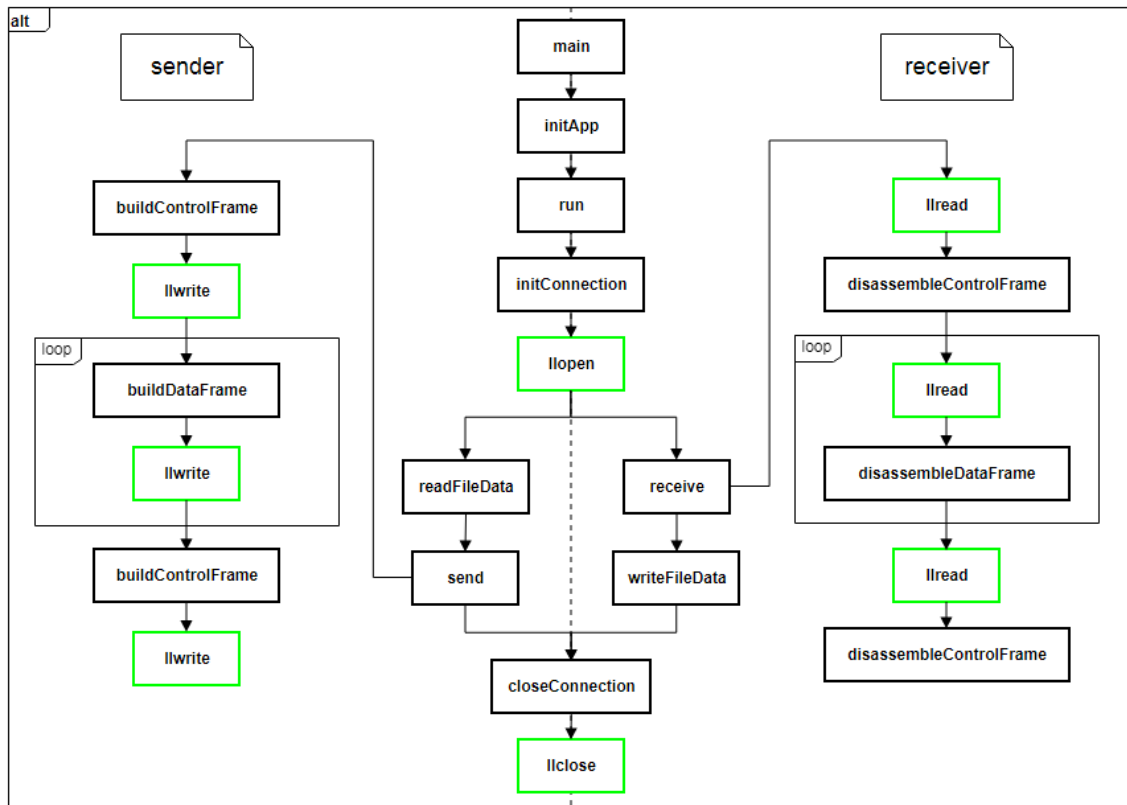 alt
main
sender
receiver
initApp
buildControlFrame
run
llread
llwrite
initConnection
disassembleControlFrame
loop
llopen
loop
buildDataFrame
llread
llwrite
readFileData
receive
disassembleDataFrame
buildControlFrame
send
writeFileData
llread
llwrite
closeConnection
disassembleControlFrame
llclose